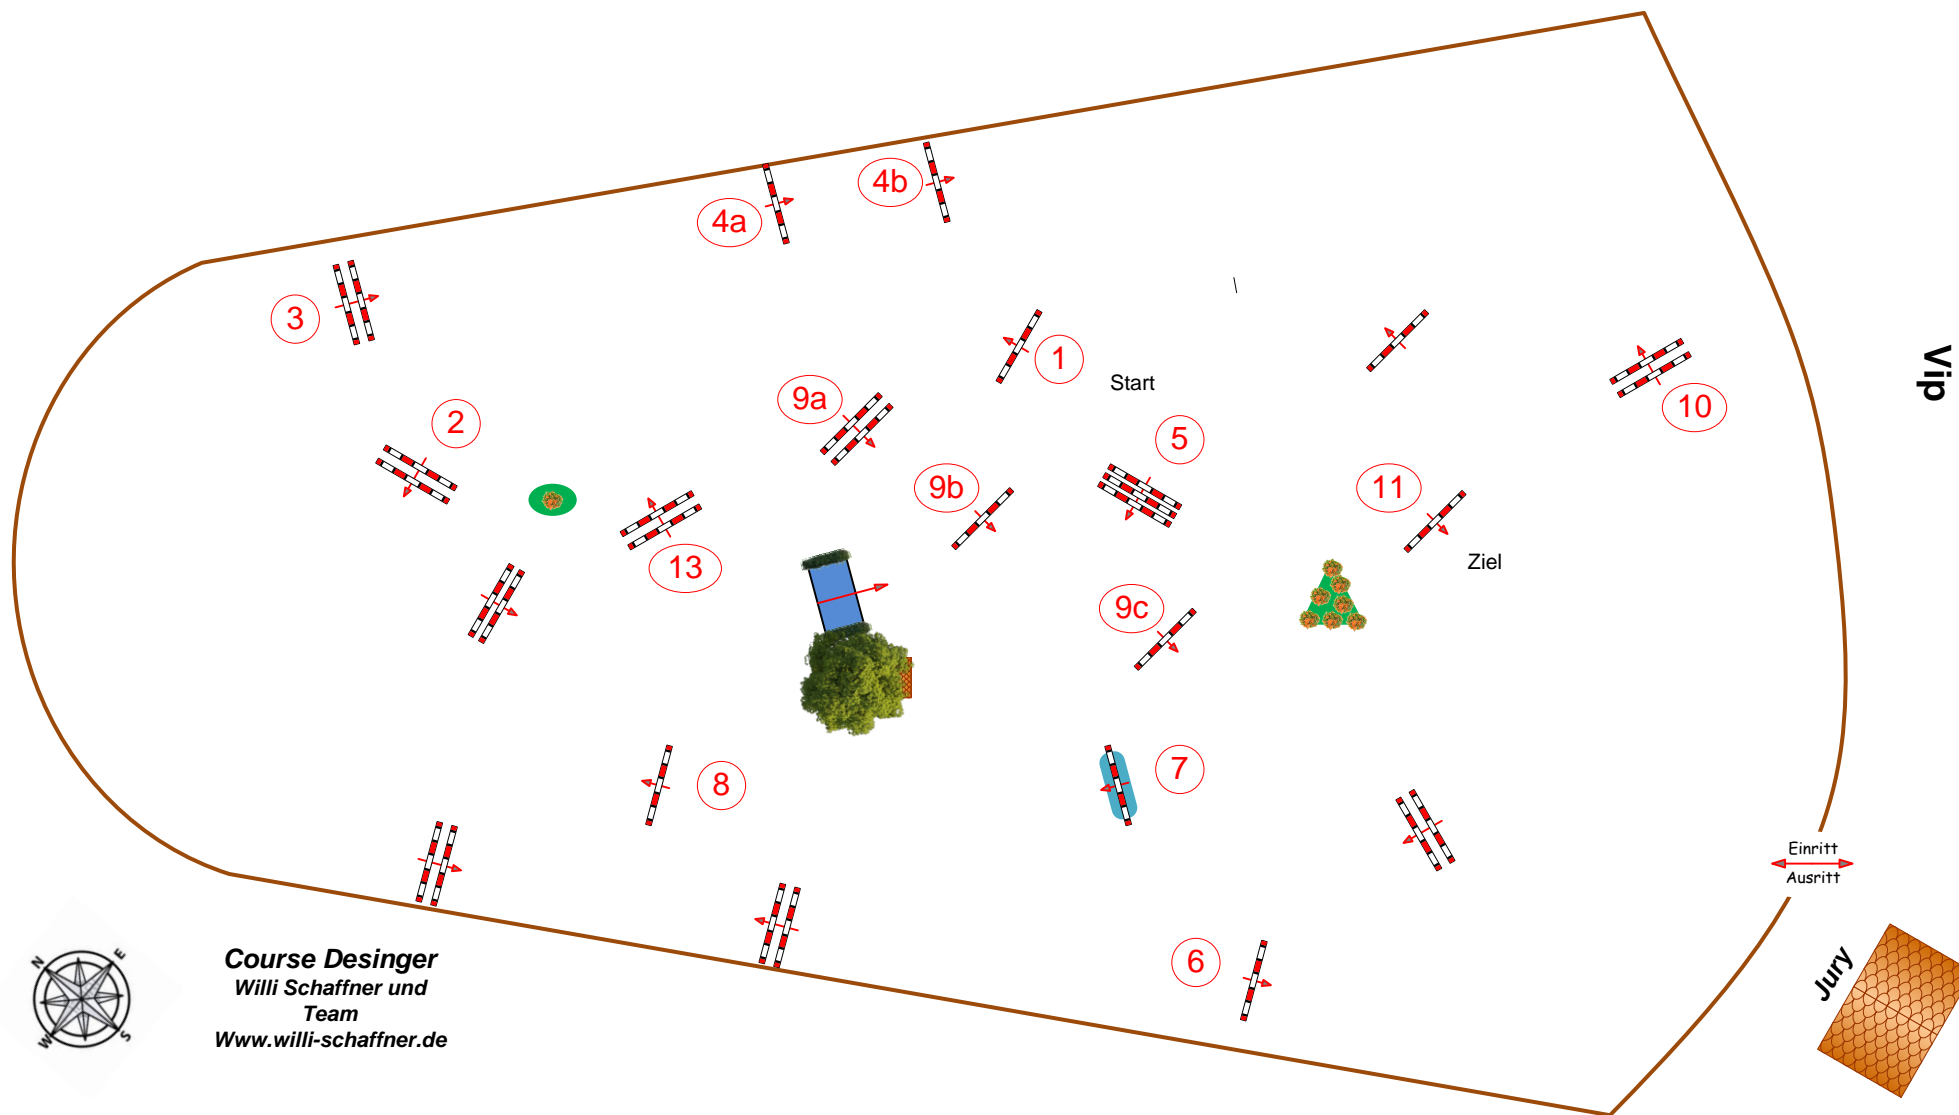 4b
4a
3
1
Start
Vip
9a
10
2
5
9b
11
13
Ziel
9c
7
8
Einritt
Ausritt
6
Jury
N
E
W
S
Course Desinger
Willi Schaffner und
Team
Www.willi-schaffner.de